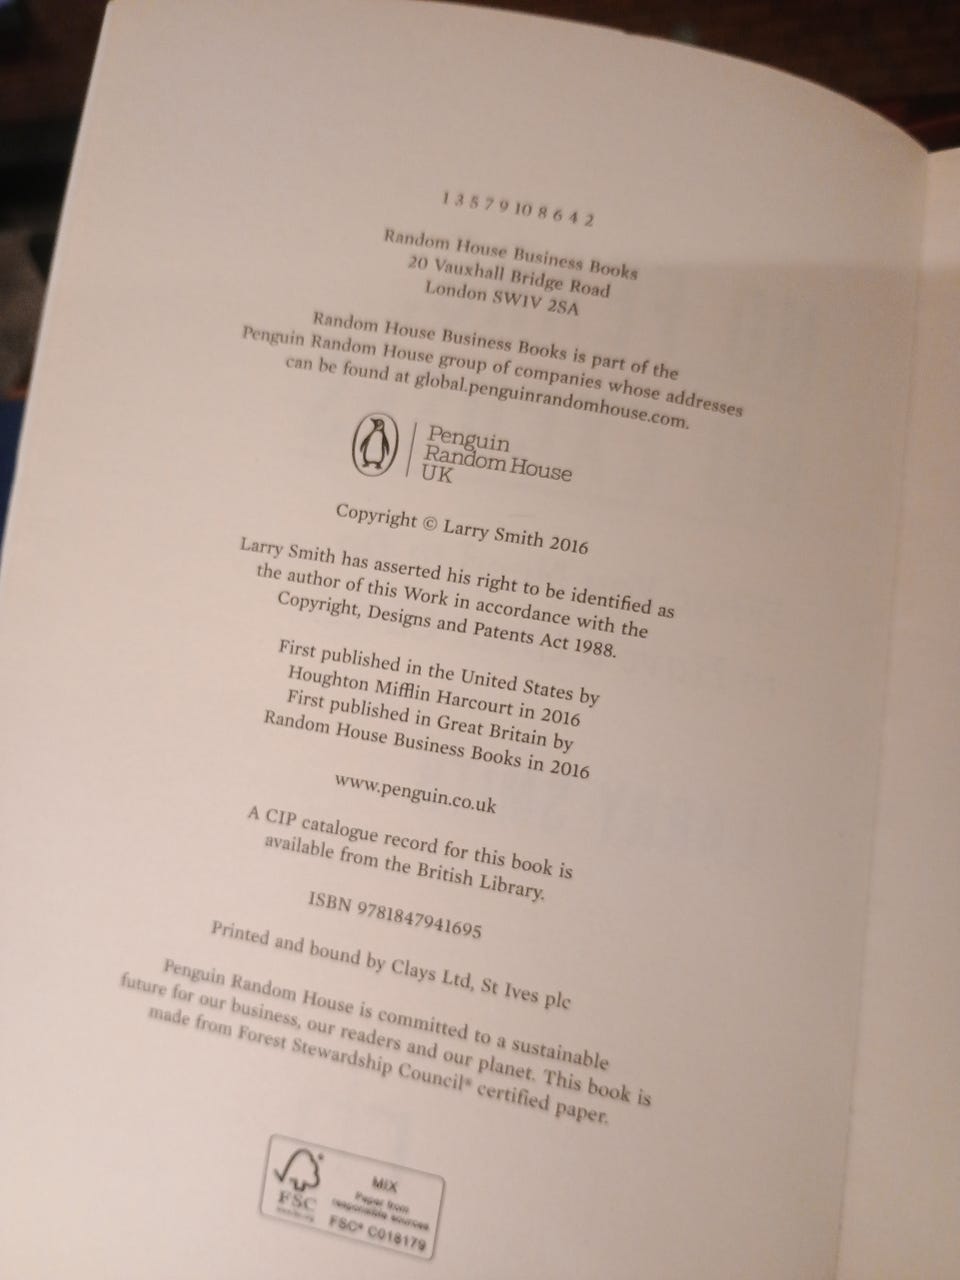 1 3 5 7 9 10 8 6 4 2
Random House Business Books
20 Vauxhall Bridge Road
London SW1V 2SA
Random House Business Books is part of the
Penguin Random House group of companies whose addresses
can be found at global.penguinrandomhouse.com.
Penguin
Random House
UK
Copyright © Larry Smith 2016
Larry Smith has asserted his right to be identified as
the author of this Work in accordance with the
Copyright, Designs and Patents Act 1988.
First published in the United States by
Houghton Mifflin Harcourt in 2016
First published in Great Britain by
Random House Business Books in 2016
www.penguin.co.uk
A CIP catalogue record for this book is
available from the British Library.
ISBN 9781847941695
Printed and bound by Clays Ltd, St Ives plc
Penguin Random House is committed to a sustainable
future for our business, our readers and our planet. This book is
made from Forest Stewardship Council® certified paper.
FSC
MIX
Paper from
responsible sources
FSC® C018179